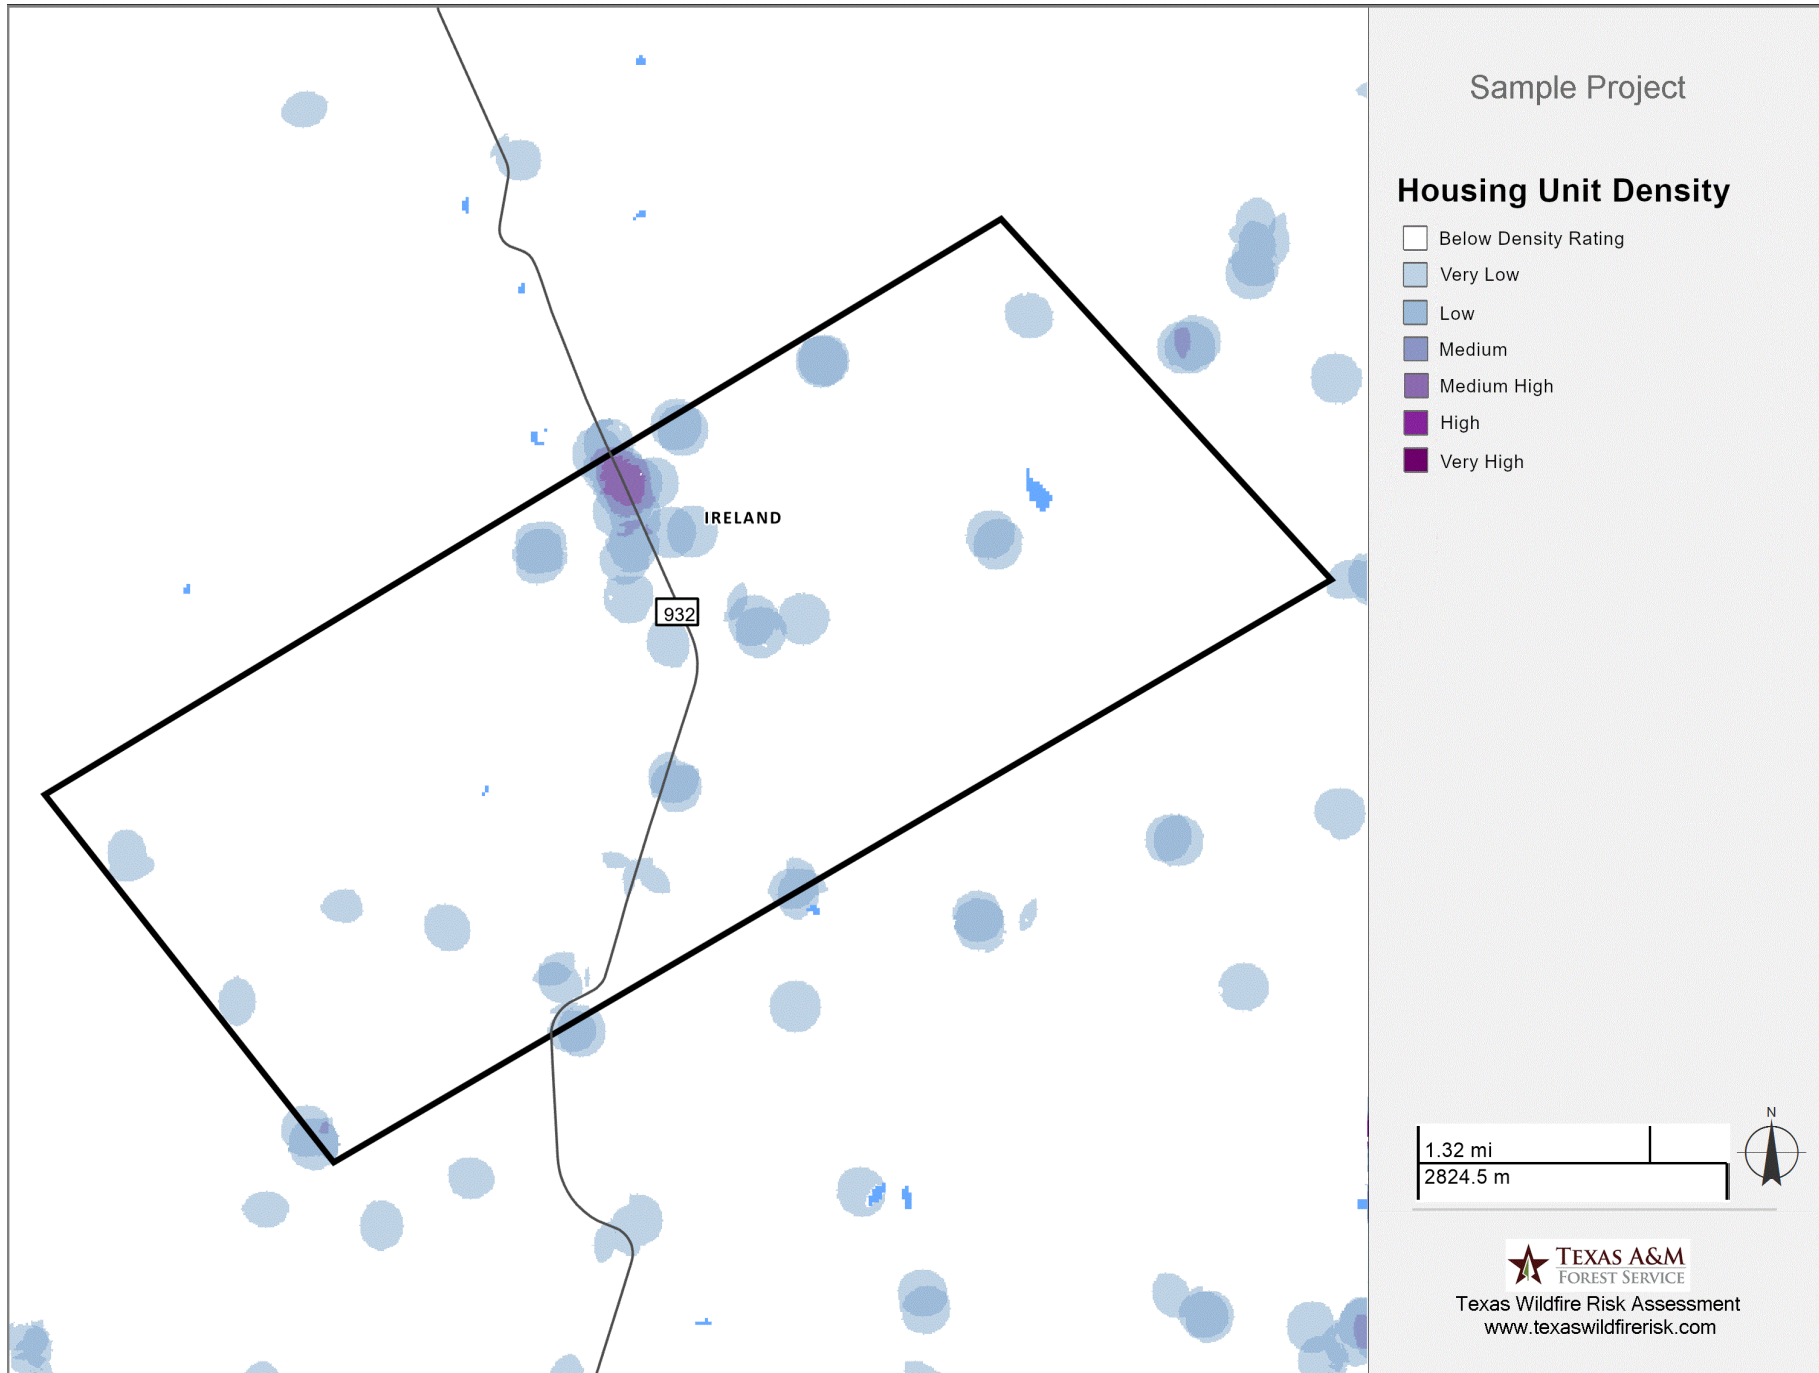 Sample Project
Housing Unit Density
Below Density Rating
Very Low
Low
Medium
Medium High
High
Very High
IRELAND
932
N
1.32 mi
2824.5 m
TEXAS A&M
FOREST SERVICE
Texas Wildfire Risk Assessment
www.texaswildfirerisk.com